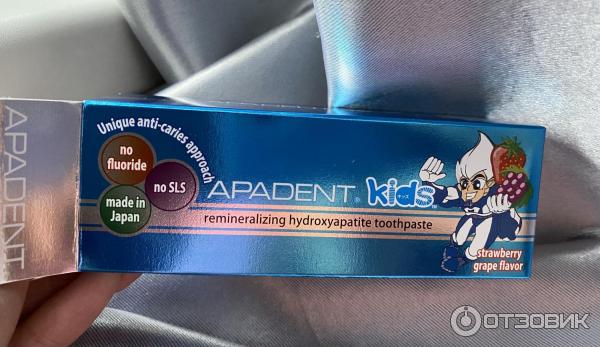 APADENT
Unique anti-caries approach
no
fluoride
no SLS
made in
Japan
APADENT® kids
remineralizing hydroxyapatite toothpaste
strawberry
grape flavor
ОТЗОВИК